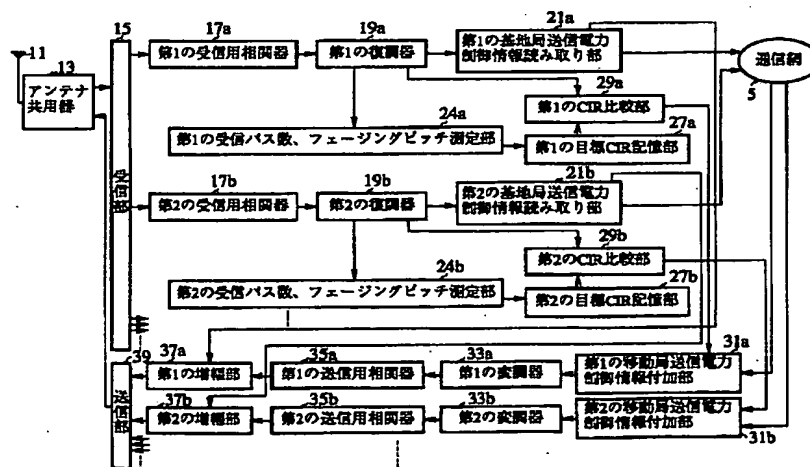 11
13
アンテナ
共用器
15
受信部
17a
第1の受信用相関器
19a
第1の復調器
21a
第1の基地局送信電力
制御情報読み取り部
通信網
5
29a
第1のCIR比較部
24a
第1の受信パス数、フェージングピッチ測定部
27a
第1の目標CIR記憶部
17b
第2の受信用相関器
19b
第2の復調器
21b
第2の基地局送信電力
制御情報読み取り部
29b
第2のCIR比較部
24b
第2の受信パス数、フェージングピッチ測定部
27b
第2の目標CIR記憶部
39
送信部
37a
第1の増幅部
35a
第1の送信用相関器
33a
第1の変調器
31a
第1の移動局送信電力
制御情報付加部
37b
第2の増幅部
35b
第2の送信用相関器
33b
第2の変調器
第2の移動局送信電力
制御情報付加部
31b